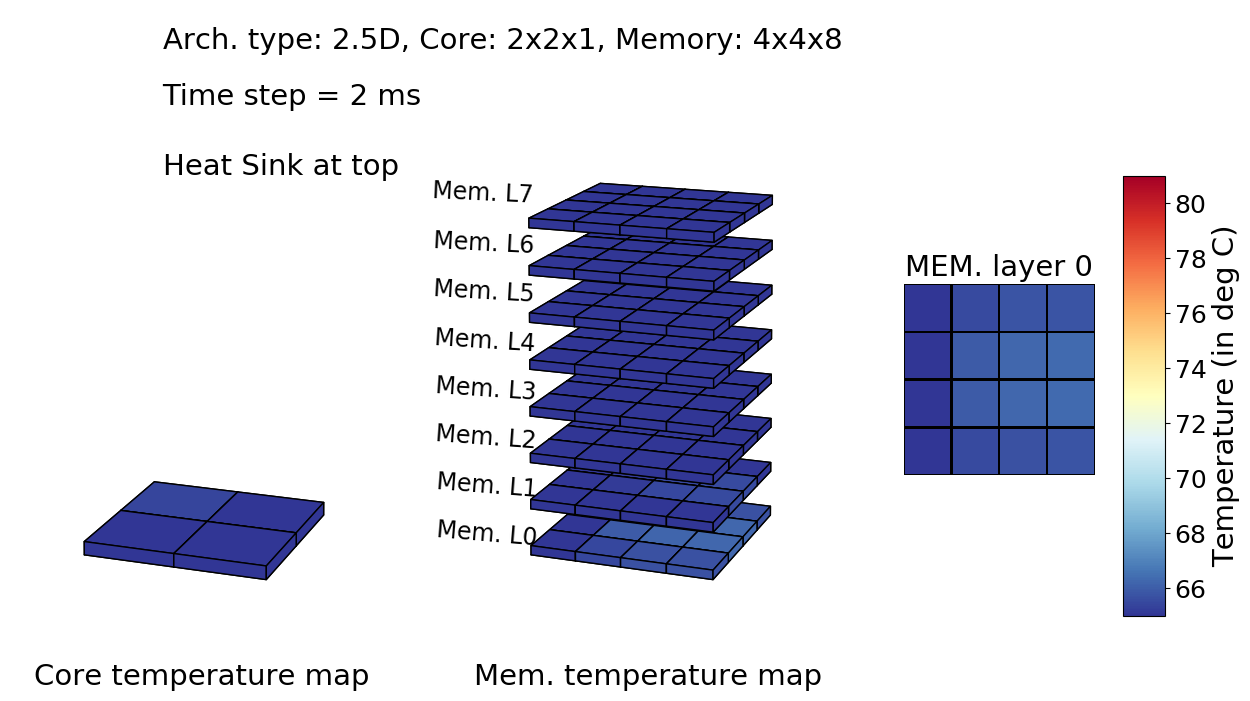 Arch. type: 2.5D, Core: 2x2x1, Memory: 4x4x8
Time step = 2 ms
Heat Sink at top
Mem. L7
Mem. L6
Mem. L5
Mem. L4
Mem. L3
Mem. L2
Mem. L1
Mem. L0
MEM. layer 0
80
78
76
74
72
70
68
66
Temperature (in deg C)
Core temperature map
Mem. temperature map